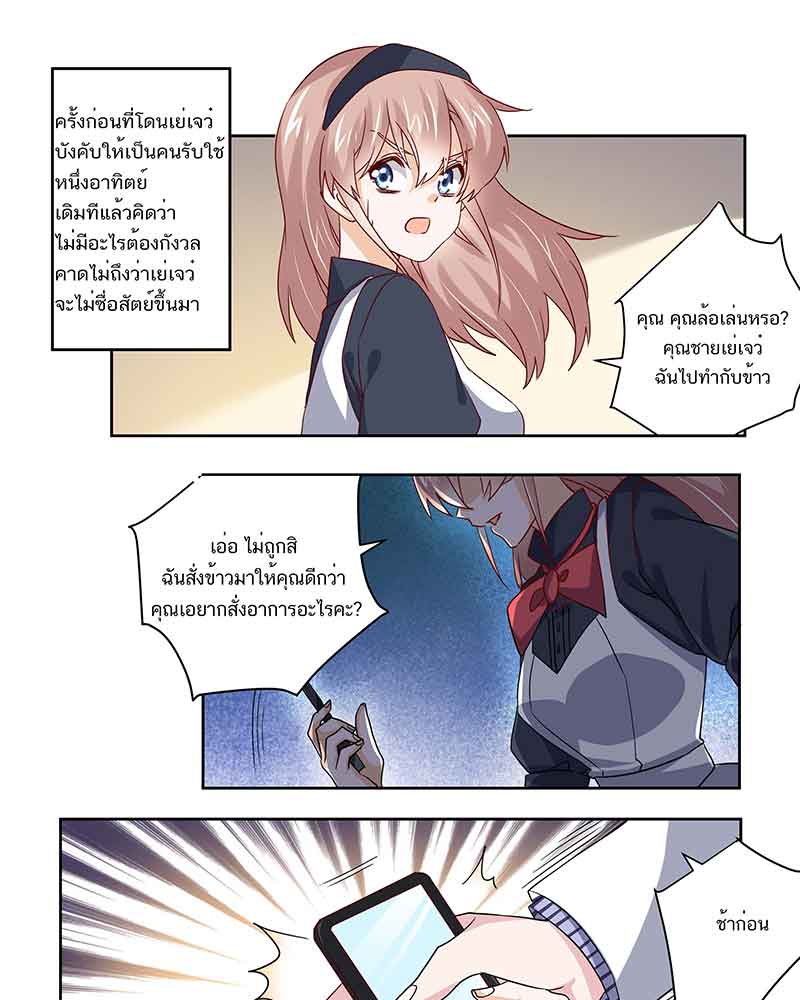 ครั้งก่อนที่โดนเย่เจว๋
บังคับให้เป็นคนรับใช้
หนึ่งอาทิตย์
เดิมทีแล้วคิดว่า
ไม่มีอะไรต้องกังวล
คาดไม่ถึงว่าเย่เจว๋
จะไม่ซื่อสัตย์ขึ้นมา
คุณ คุณล้อเล่นหรอ?
คุณชายเย่เจว๋
ฉันไปทำกับข้าว
เอ่อ ไม่ถูกสิ
ฉันสั่งข้าวมาให้คุณดีกว่า
คุณเอยากสั่งอาการอะไรคะ?
ช้าก่อน